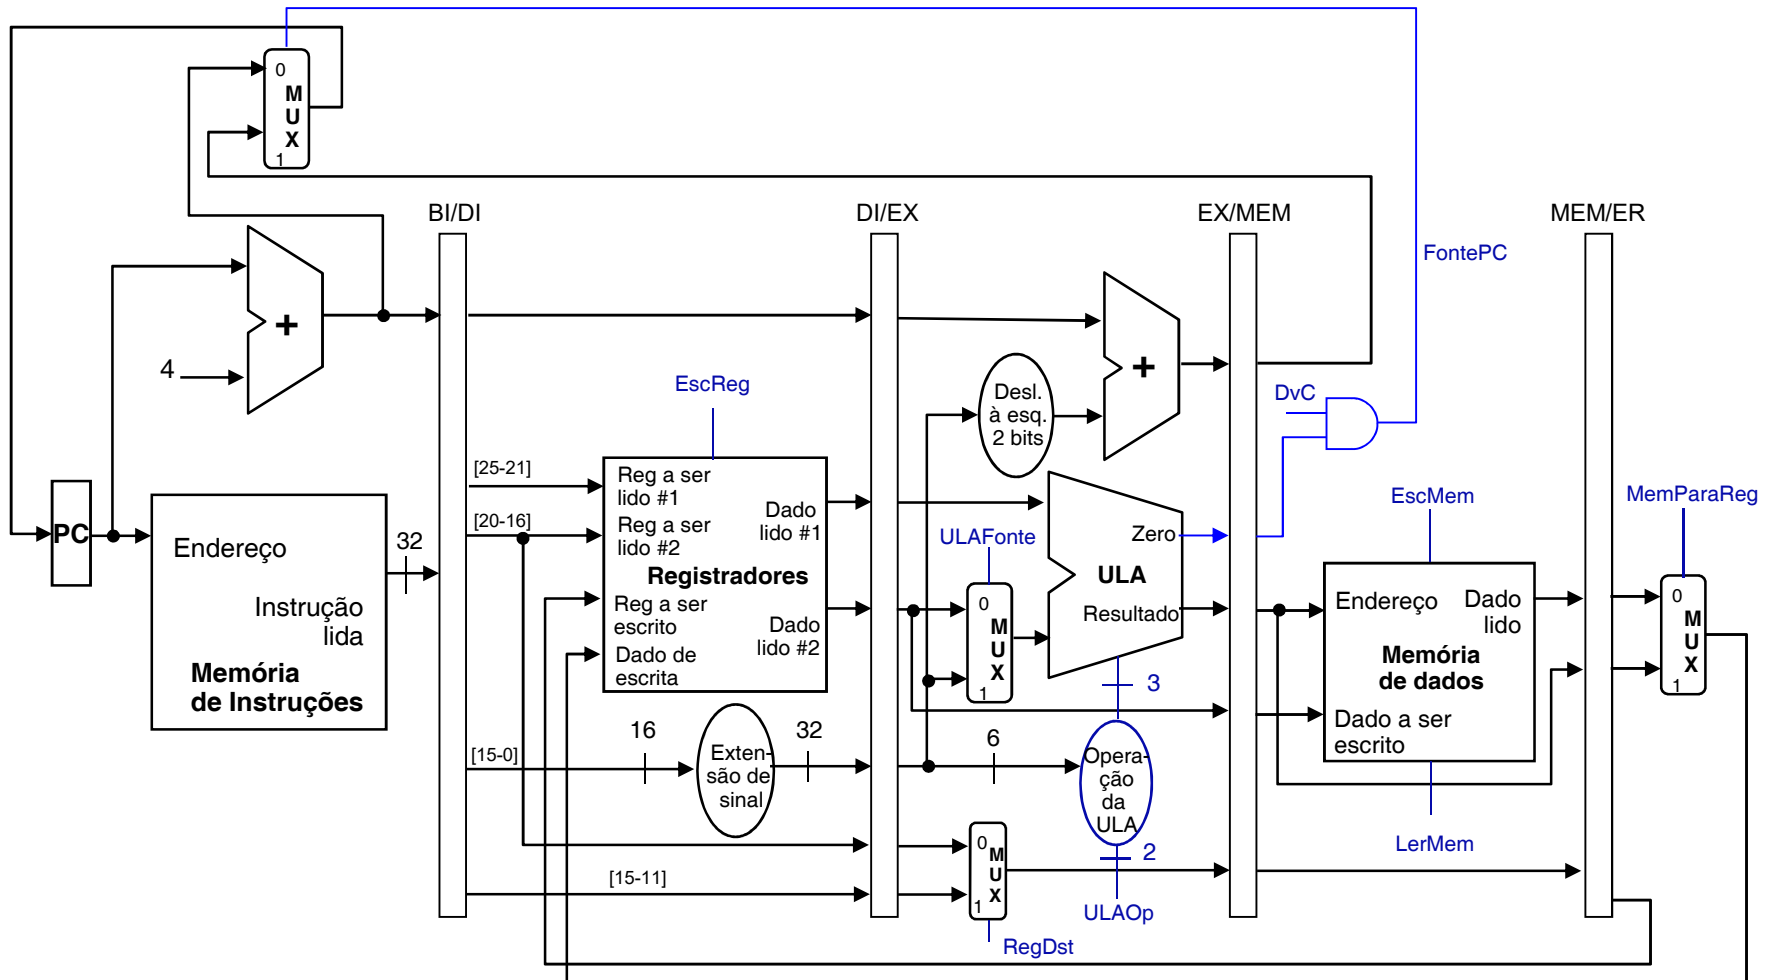 0
M
U
X
1
BI/DI
DI/EX
EX/MEM
MEM/ER
FontePC
+
4
EscReg
Desl.
à esq.
2 bits
+
DvC
[25-21]
[20-16]
PC
Endereço
Instrução
lida
Memória
de Instruções
32
Reg a ser
lido #1
Reg a ser
lido #2
Registradores
Reg a ser
escrito
Dado de
escrita
Dado
lido #1
Dado
lido #2
ULAFonte
0
M
U
X
1
Zero
ULA
Resultado
3
EscMem
Endereço
Dado
lido
Memória
de dados
Dado a ser
escrito
LerMem
MemParaReg
0
M
U
X
1
[15-0]
16
Exten-
são de
sinal
32
6
Opera-
ção
da
ULA
2
ULAOp
[15-11]
0
M
U
X
1
RegDst